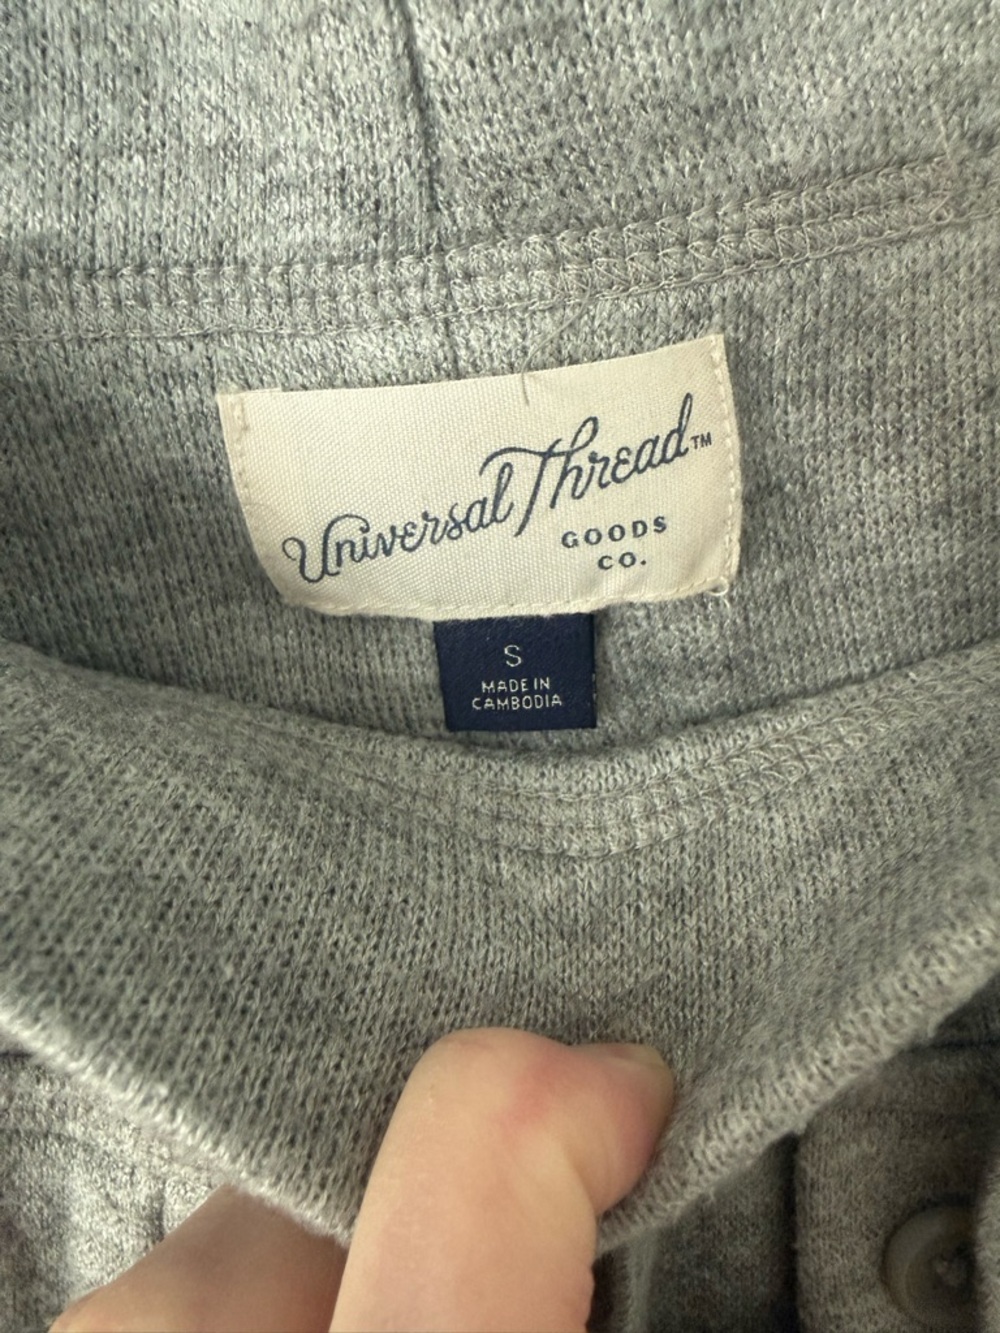 Universal Thread™
GOODS
CO.
S
MADE IN
CAMBODIA